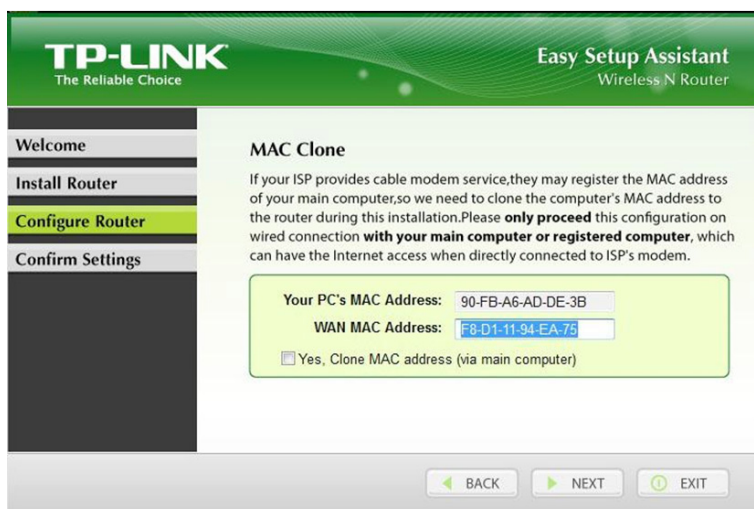 TP-LINK
The Reliable Choice
Easy Setup Assistant
Wireless N Router
Welcome
Install Router
Configure Router
Confirm Settings
MAC Clone
If your ISP provides cable modem service,they may register the MAC address
of your main computer,so we need to clone the computer's MAC address to
the router during this installation.Please only proceed this configuration on
wired connection with your main computer or registered computer, which
can have the Internet access when directly connected to ISP's modem.
Your PC's MAC Address: 90-FB-A6-AD-DE-3B
WAN MAC Address: F8-D1-11-94-EA-75
Yes, Clone MAC address (via main computer)
BACK NEXT EXIT